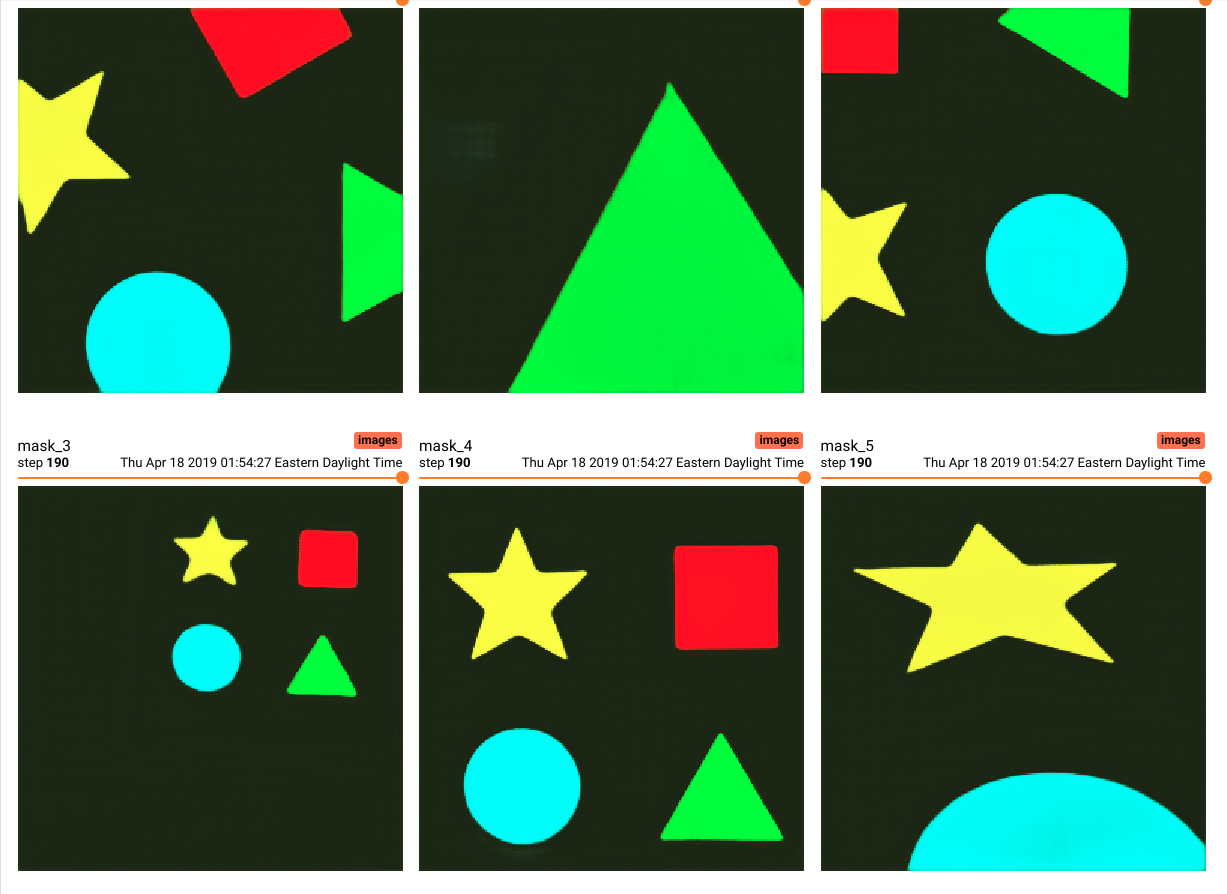 mask_3 images
step 190 Thu Apr 18 2019 01:54:27 Eastern Daylight Time
mask_4 images
step 190 Thu Apr 18 2019 01:54:27 Eastern Daylight Time
mask_5 images
step 190 Thu Apr 18 2019 01:54:27 Eastern Daylight Time